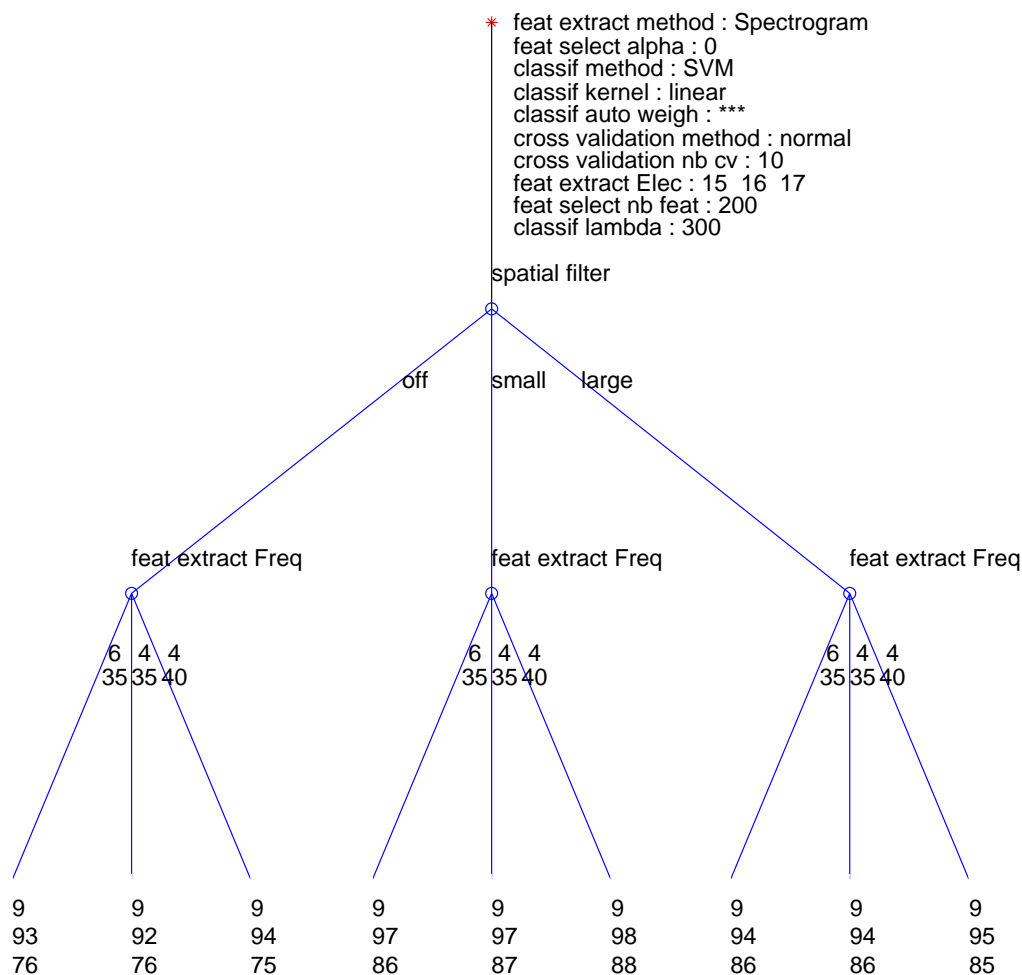 feat extract method : Spectrogram
feat select alpha : 0
classif method : SVM
classif kernel : linear
classif auto weigh : ***
cross validation method : normal
cross validation nb cv : 10
feat extract Elec : 15  16  17
feat select nb feat : 200
classif lambda : 300
spatial filter
off small large
feat extract Freq feat extract Freq feat extract Freq
6 4 4 6 4 4 6 4 4
35 35 40 35 35 40 35 35 40
9 9 9 9 9 9 9 9 9
93 92 94 97 97 98 94 94 95
76 76 75 86 87 88 86 86 85